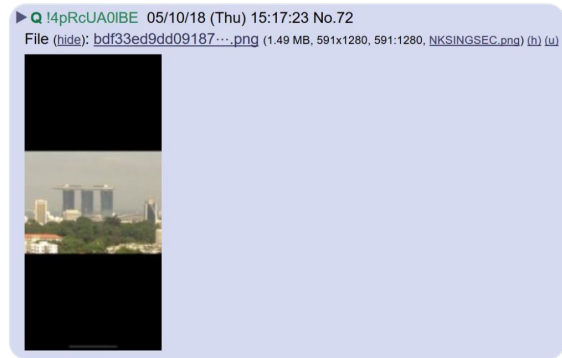 ▶ Q !4pRcUA0lBE 05/10/18 (Thu) 15:17:23 No.72
File (hide): bdf33ed9dd09187⋯.png (1.49 MB, 591x1280, 591:1280, NKSINGSEC.png) (h) (u)